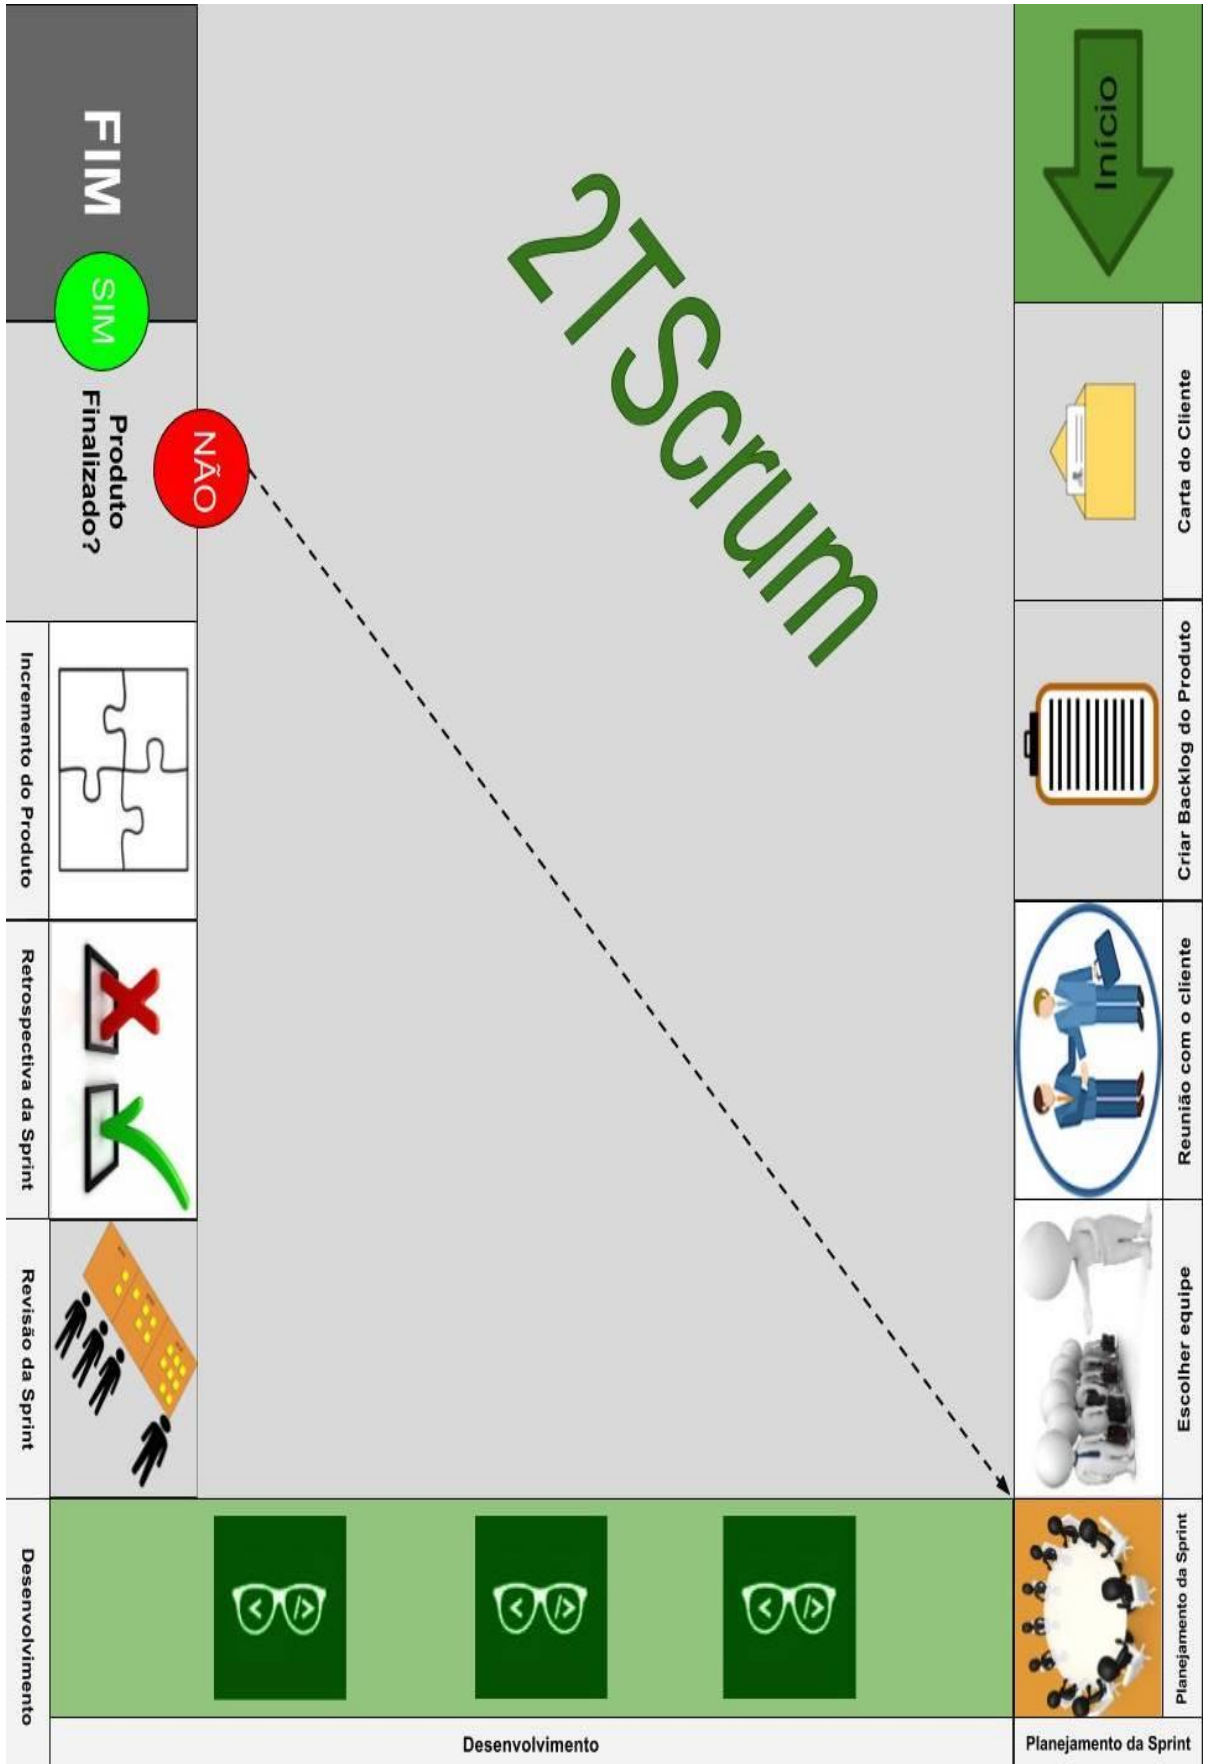 Início
Carta do Cliente
Criar Backlog do Produto
Reunião com o cliente
Escolher equipe
Planejamento da Sprint
Planejamento da Sprint
2TScrum
Desenvolvimento
Desenvolvimento
Revisão da Sprint
Retrospectiva da Sprint
Incremento do Produto
Produto
Finalizado?
NÃO
SIM
FIM